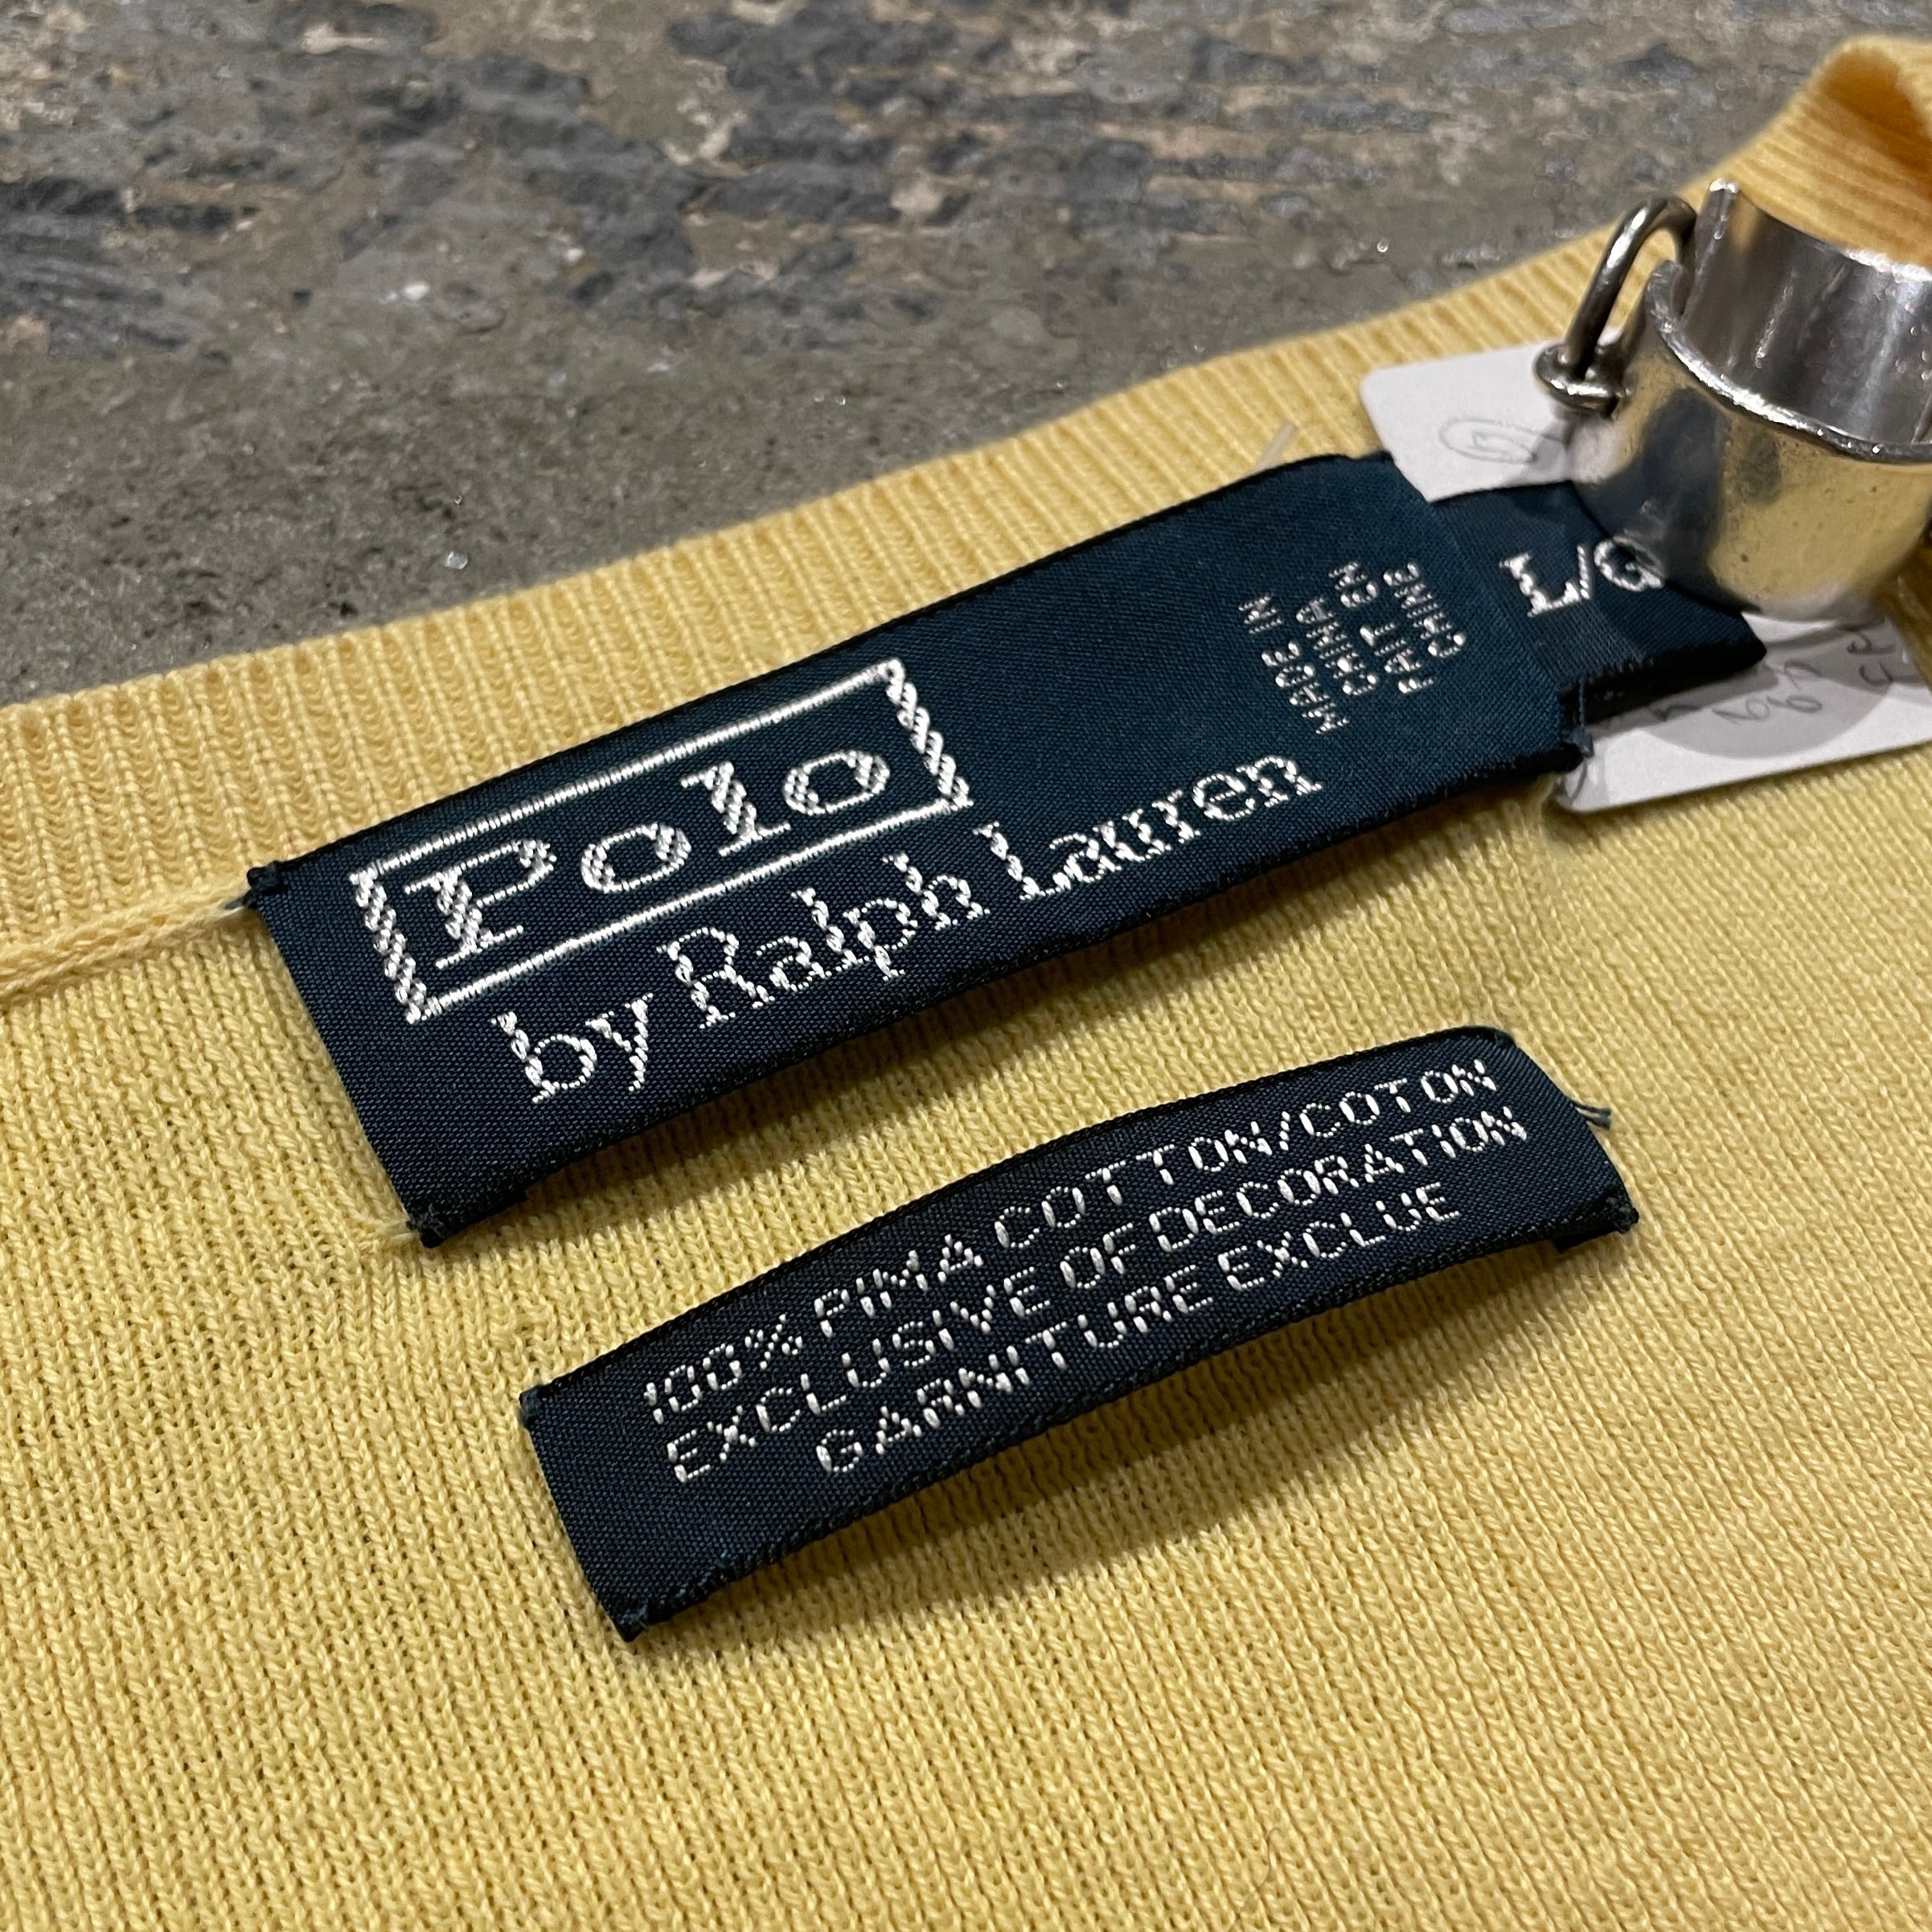 Polo
by Ralph Lauren
MADE IN
CHINA
FAIT EN
CHINE
L/G
100% PIMA COTTON/COTON
EXCLUSIVE OF DECORATION
GARNITURE EXCLUE